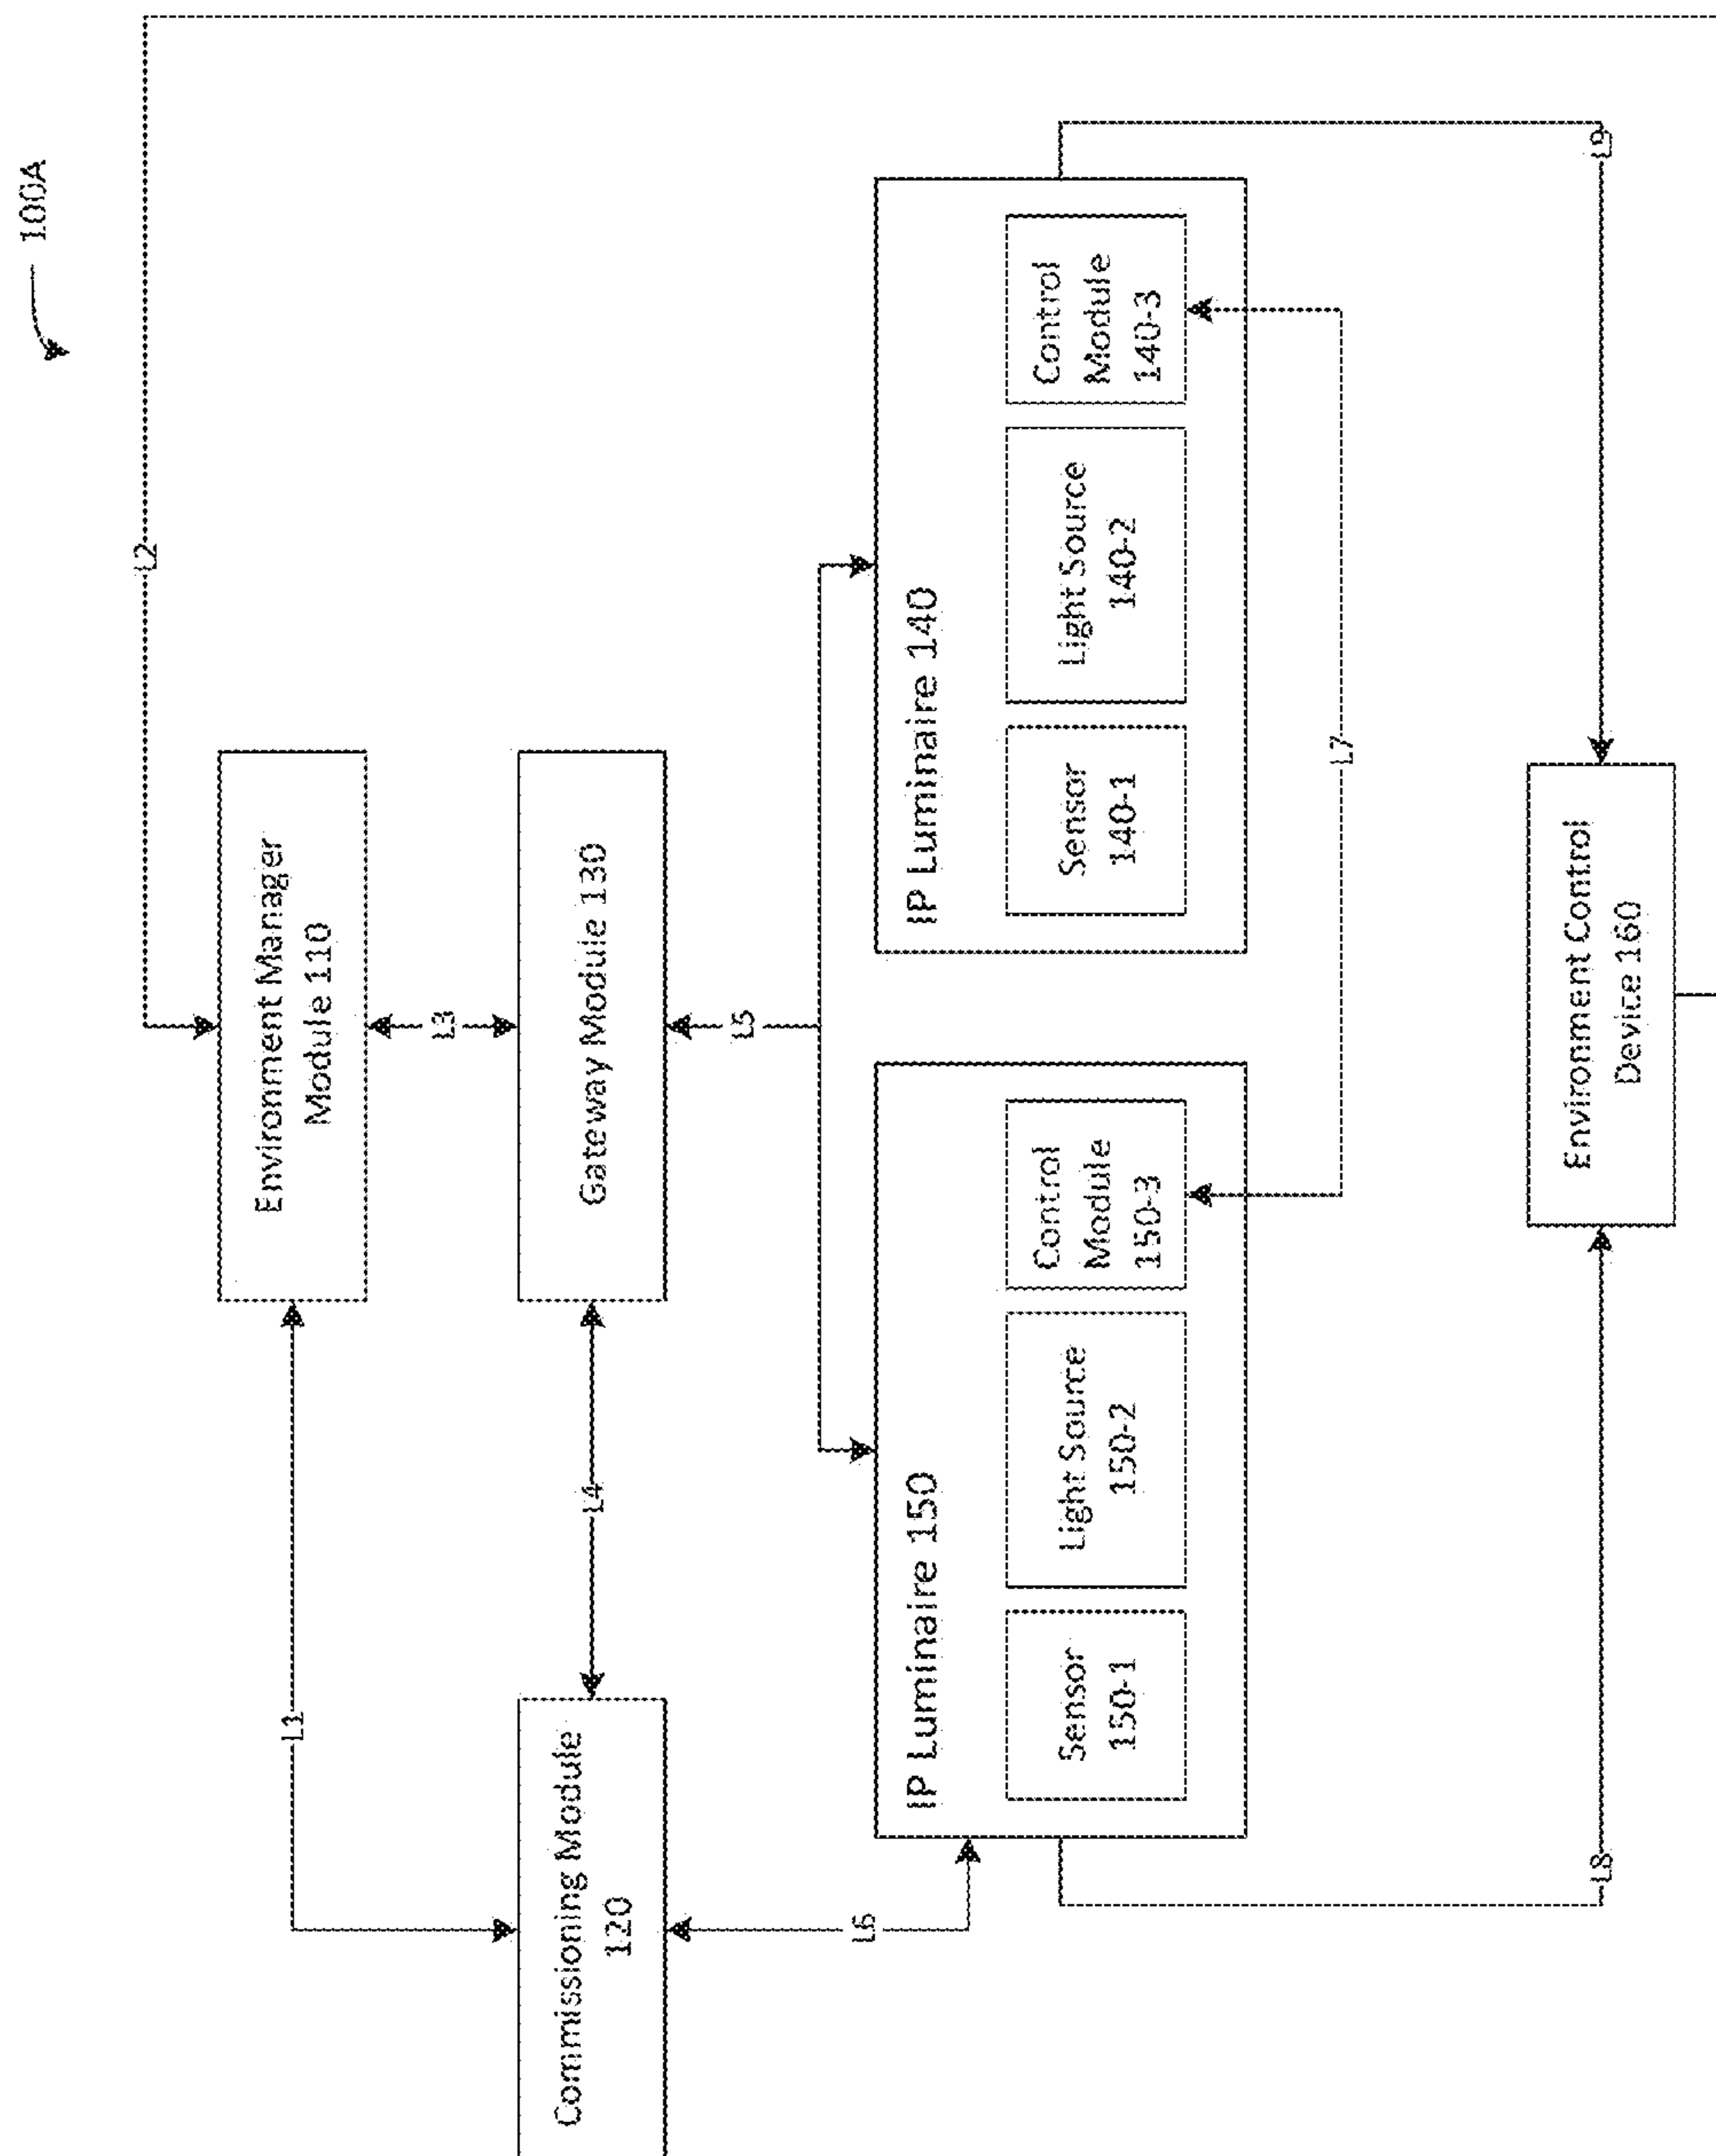 100A
L2
Environment Manager
Module 110
L1
L3
Commissioning Module
120
L4
Gateway Module 130
L5
L6
IP Luminaire 150
Sensor
150-1
Light Source
150-2
Control
Module
150-3
IP Luminaire 140
Sensor
140-1
Light Source
140-2
Control
Module
140-3
L7
L8
Environment Control
Device 160
L9